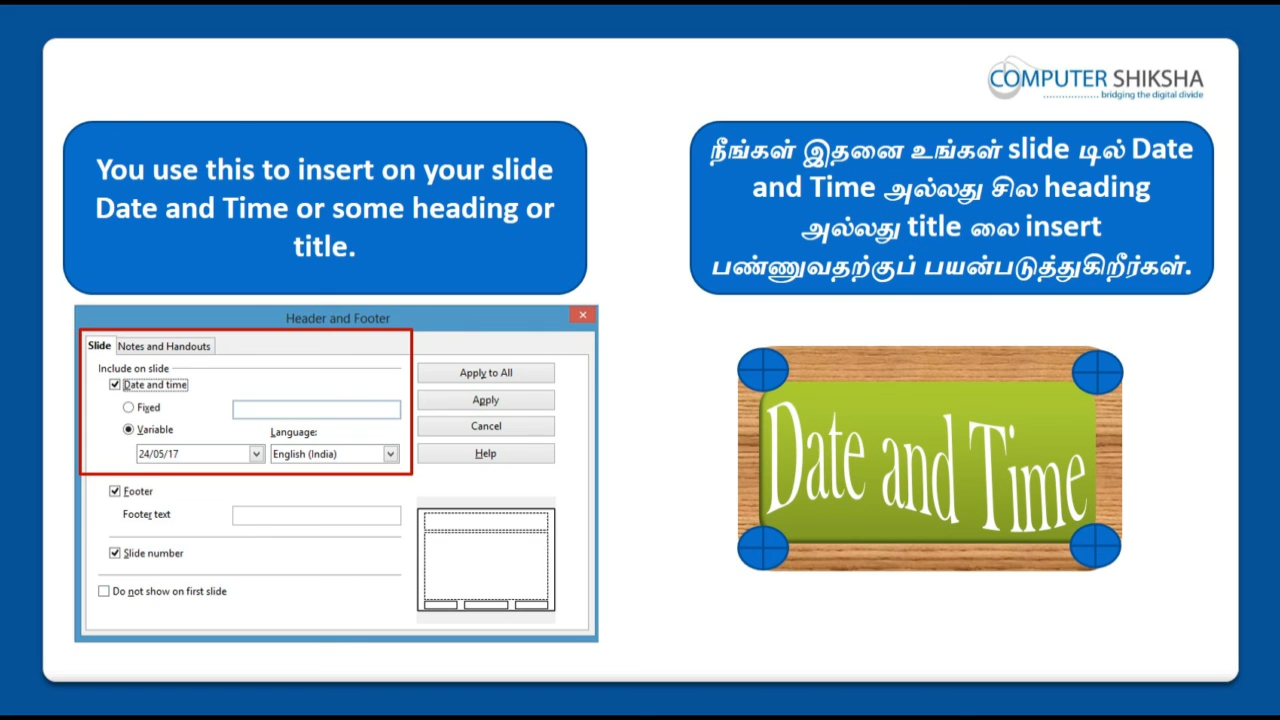 COMPUTER SHIKSHA
bridging the digital divide
You use this to insert on your slide
Date and Time or some heading or
title.
நீங்கள் இதனை உங்கள் slide டில் Date
and Time அல்லது சில heading
அல்லது title லை insert
பண்ணுவதற்குப் பயன்படுத்துகிறீர்கள்.
Header and Footer
Slide Notes and Handouts
Include on slide
Date and time
Fixed
Variable
Language:
24/05/17 English (India)
Footer
Footer text
Slide number
Do not show on first slide
Apply to All
Apply
Cancel
Help
Date and Time